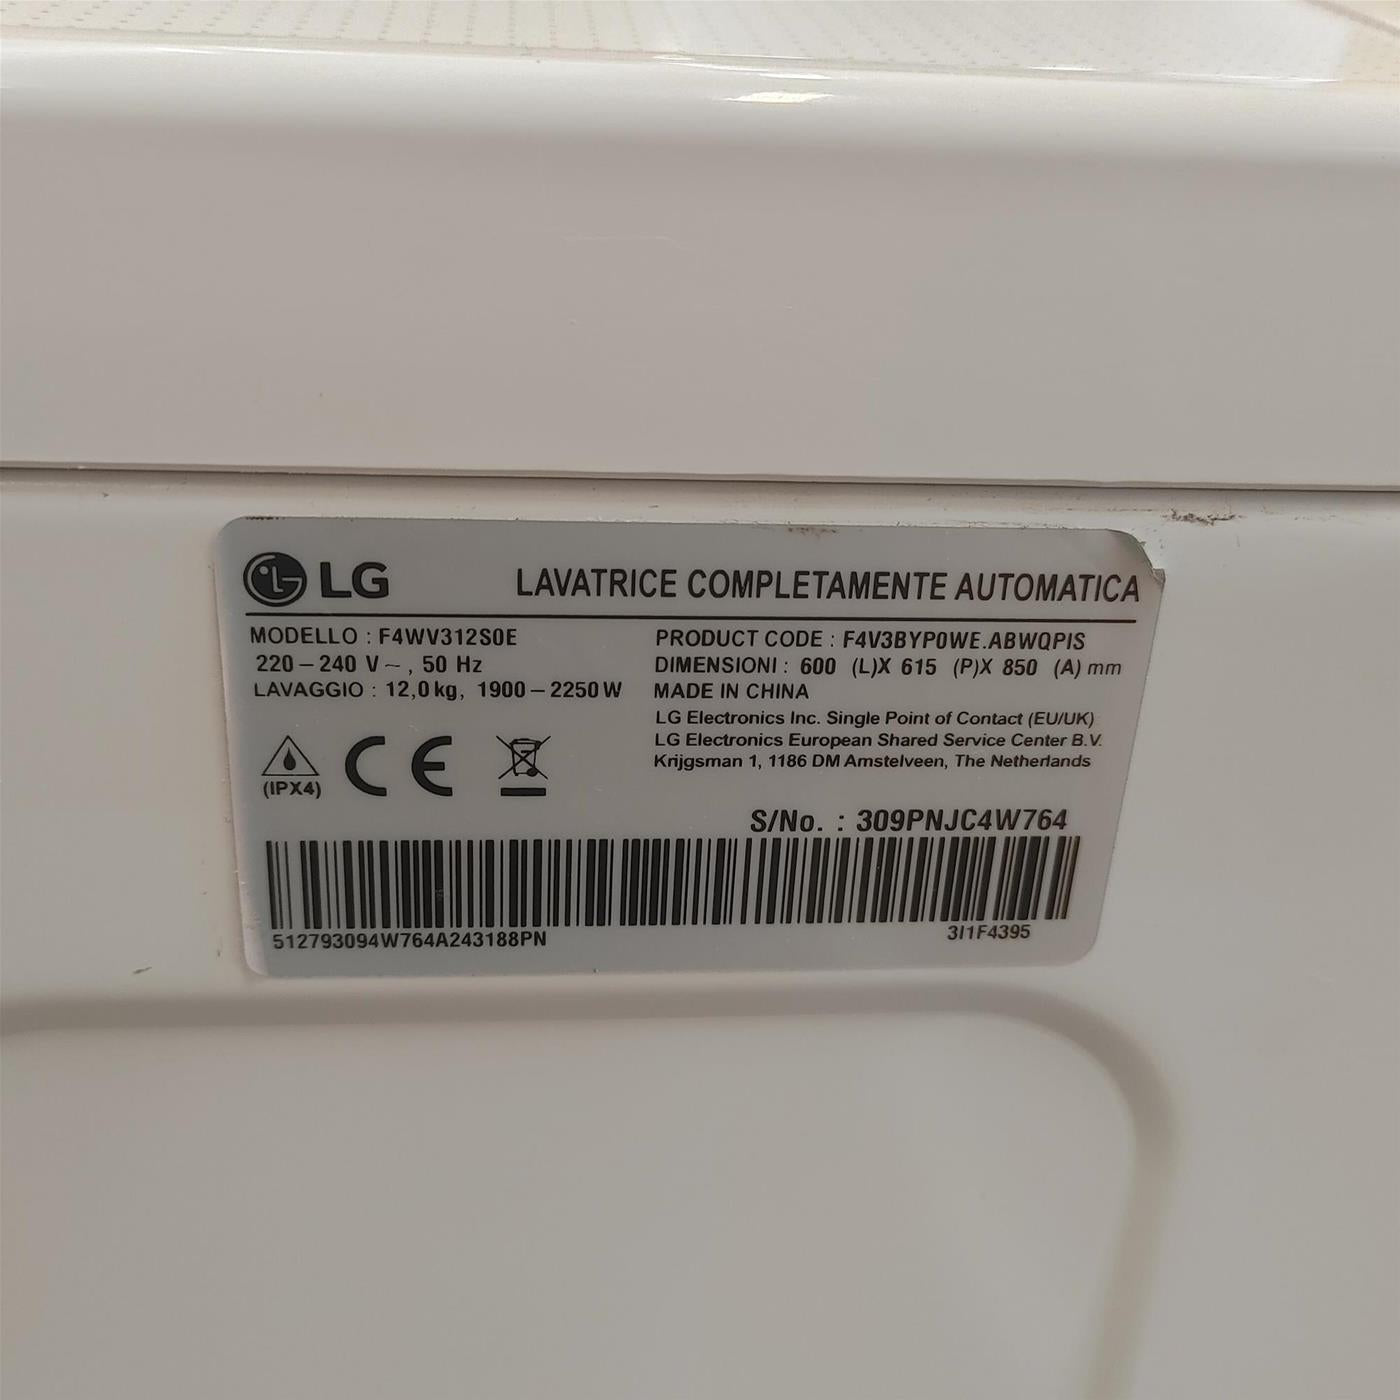 LG LAVATRICE COMPLETAMENTE AUTOMATICA
MODELLO : F4WV312S0E
220 – 240 V ~ , 50 Hz
LAVAGGIO : 12,0 kg, 1900 – 2250 W
PRODUCT CODE : F4V3BYP0WE.ABWQPIS
DIMENSIONI : 600 (L)X 615 (P)X 850 (A) mm
MADE IN CHINA
LG Electronics Inc. Single Point of Contact (EU/UK)
LG Electronics European Shared Service Center B.V.
Krijgsman 1, 1186 DM Amstelveen, The Netherlands
(IPX4) CE
S/No. : 309PNJC4W764
512793094W764A243188PN
3I1F4395